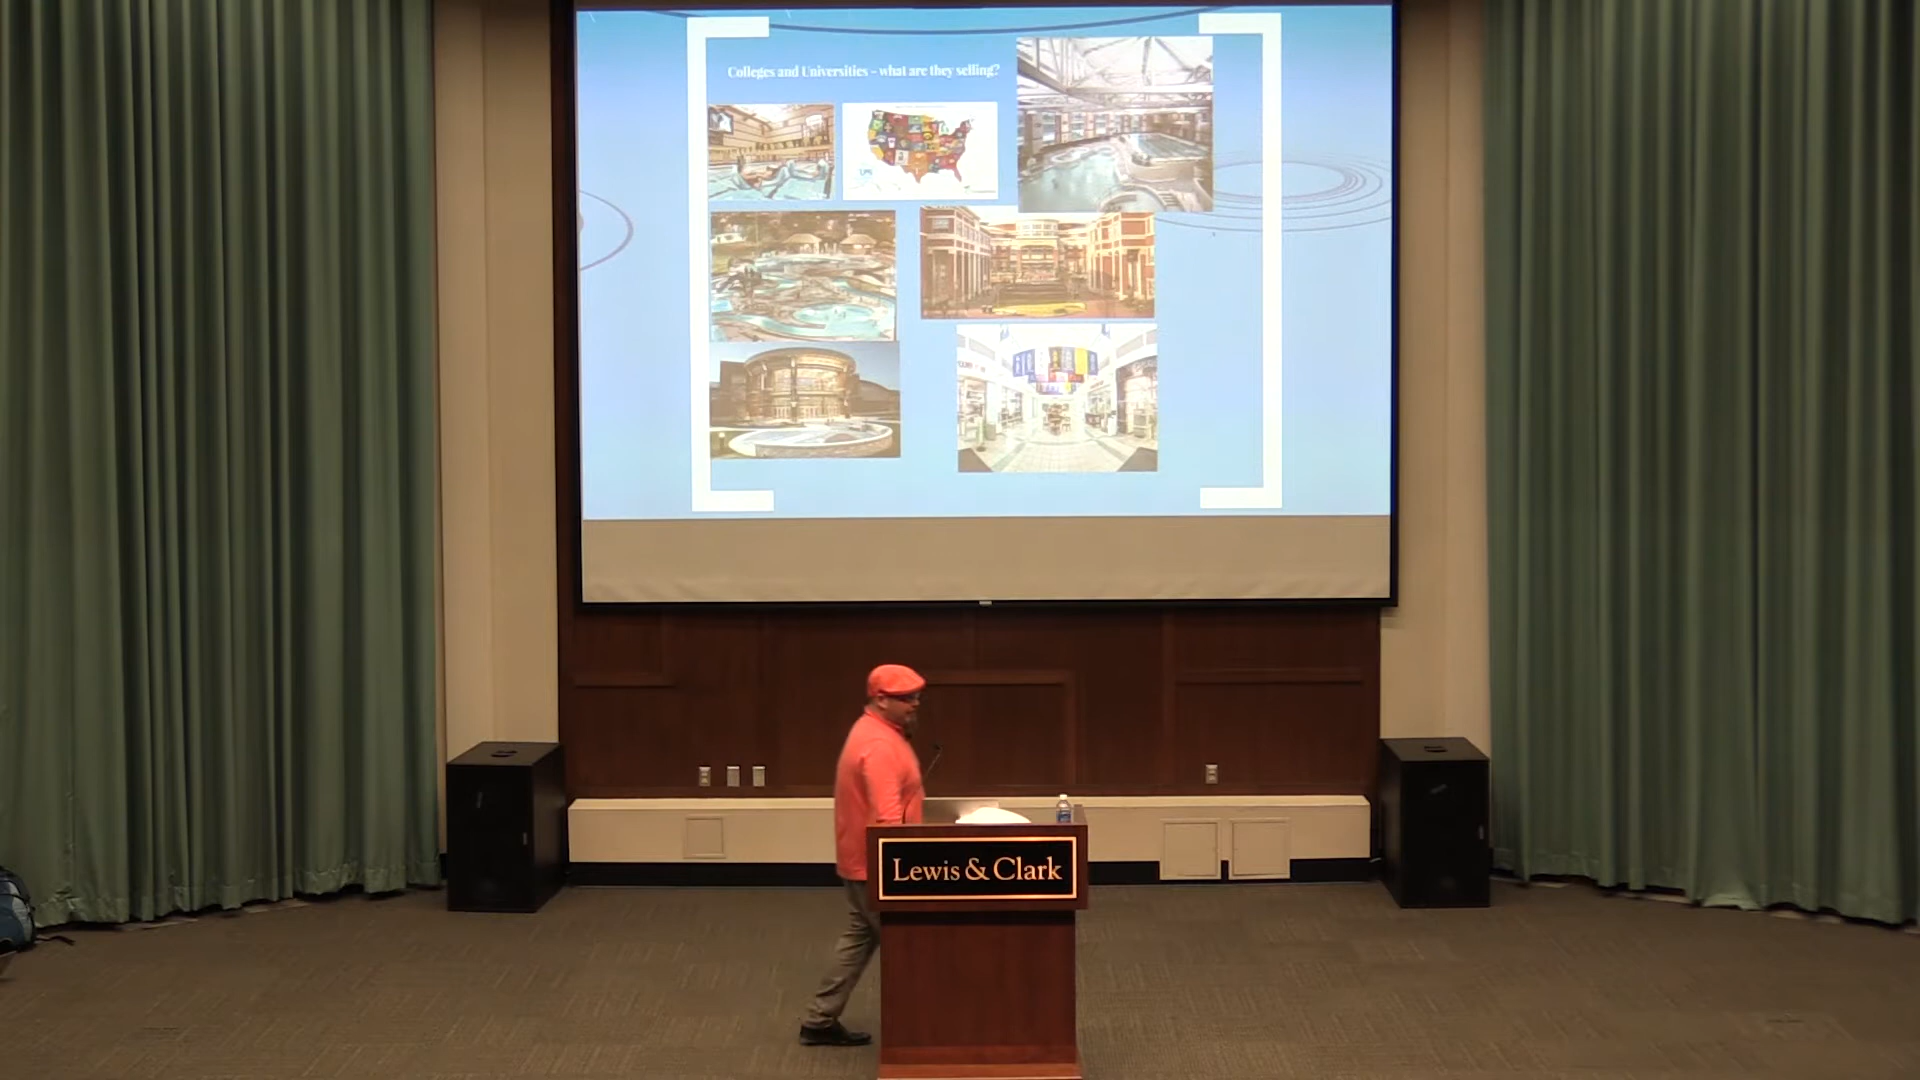 Colleges and Universities - what are they selling?
Lewis & Clark